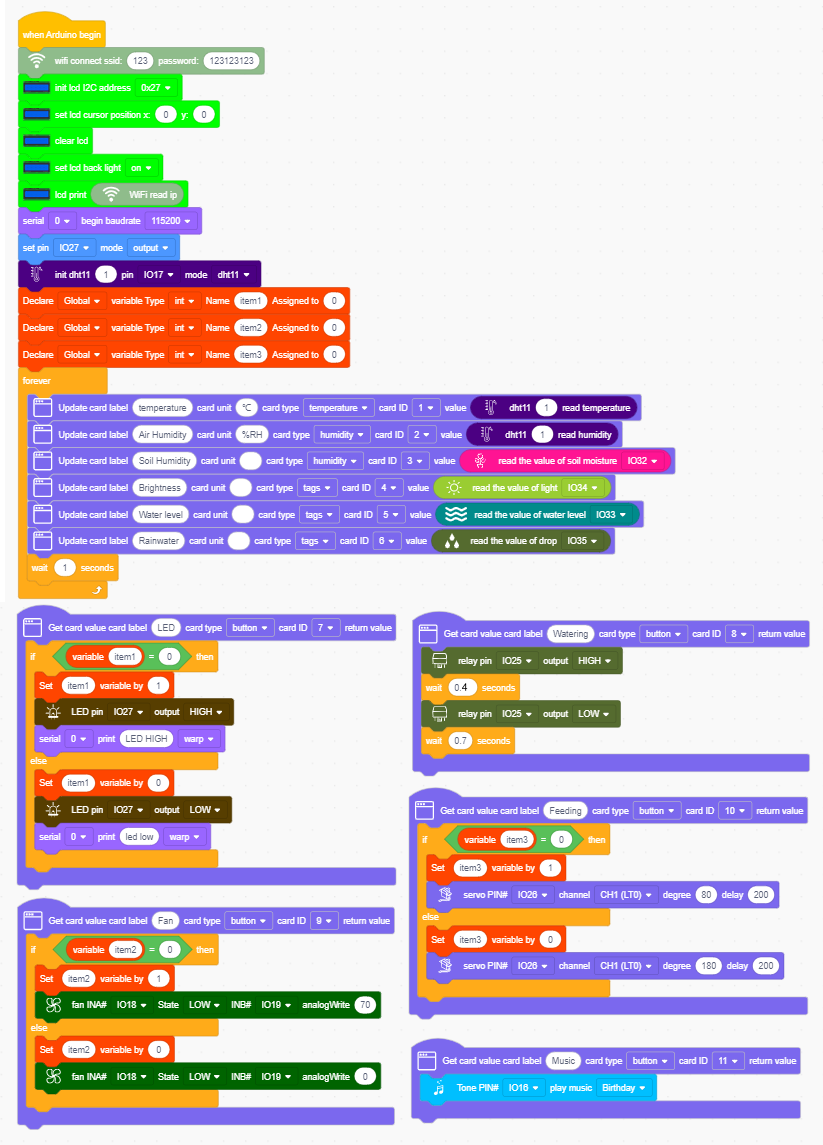 when Arduino begin
wifi connect ssid: 123 password: 123123123
init lcd I2C address 0x27
set lcd cursor position x: 0 y: 0
clear lcd
set lcd back light on
lcd print WiFi read ip
serial 0 begin baudrate 115200
set pin IO27 mode output
init dht11 1 pin IO17 mode dht11
Declare Global variable Type int Name item1 Assigned to 0
Declare Global variable Type int Name item2 Assigned to 0
Declare Global variable Type int Name item3 Assigned to 0
forever
Update card label temperature card unit ℃ card type temperature card ID 1 value dht11 1 read temperature
Update card label Air Humidity card unit %RH card type humidity card ID 2 value dht11 1 read humidity
Update card label Soil Humidity card unit card type humidity card ID 3 value read the value of soil moisture IO32
Update card label Brightness card unit card type tags card ID 4 value read the value of light IO34
Update card label Water level card unit card type tags card ID 5 value read the value of water level IO33
Update card label Rainwater card unit card type tags card ID 6 value read the value of drop IO35
wait 1 seconds
Get card value card label LED card type button card ID 7 return value
if variable item1 = 0 then
Set item1 variable by 1
LED pin IO27 output HIGH
serial 0 print LED HIGH warp
else
Set item1 variable by 0
LED pin IO27 output LOW
serial 0 print led low warp
Get card value card label Fan card type button card ID 9 return value
if variable item2 = 0 then
Set item2 variable by 1
fan INA# IO18 State LOW INB# IO19 analogWrite 70
else
Set item2 variable by 0
fan INA# IO18 State LOW INB# IO19 analogWrite 0
Get card value card label Watering card type button card ID 8 return value
relay pin IO25 output HIGH
wait 0.4 seconds
relay pin IO25 output LOW
wait 0.7 seconds
Get card value card label Feeding card type button card ID 10 return value
if variable item3 = 0 then
Set item3 variable by 1
servo PIN# IO26 channel CH1 (LT0) degree 80 delay 200
else
Set item3 variable by 0
servo PIN# IO26 channel CH1 (LT0) degree 180 delay 200
Get card value card label Music card type button card ID 11 return value
Tone PIN# IO16 play music Birthday